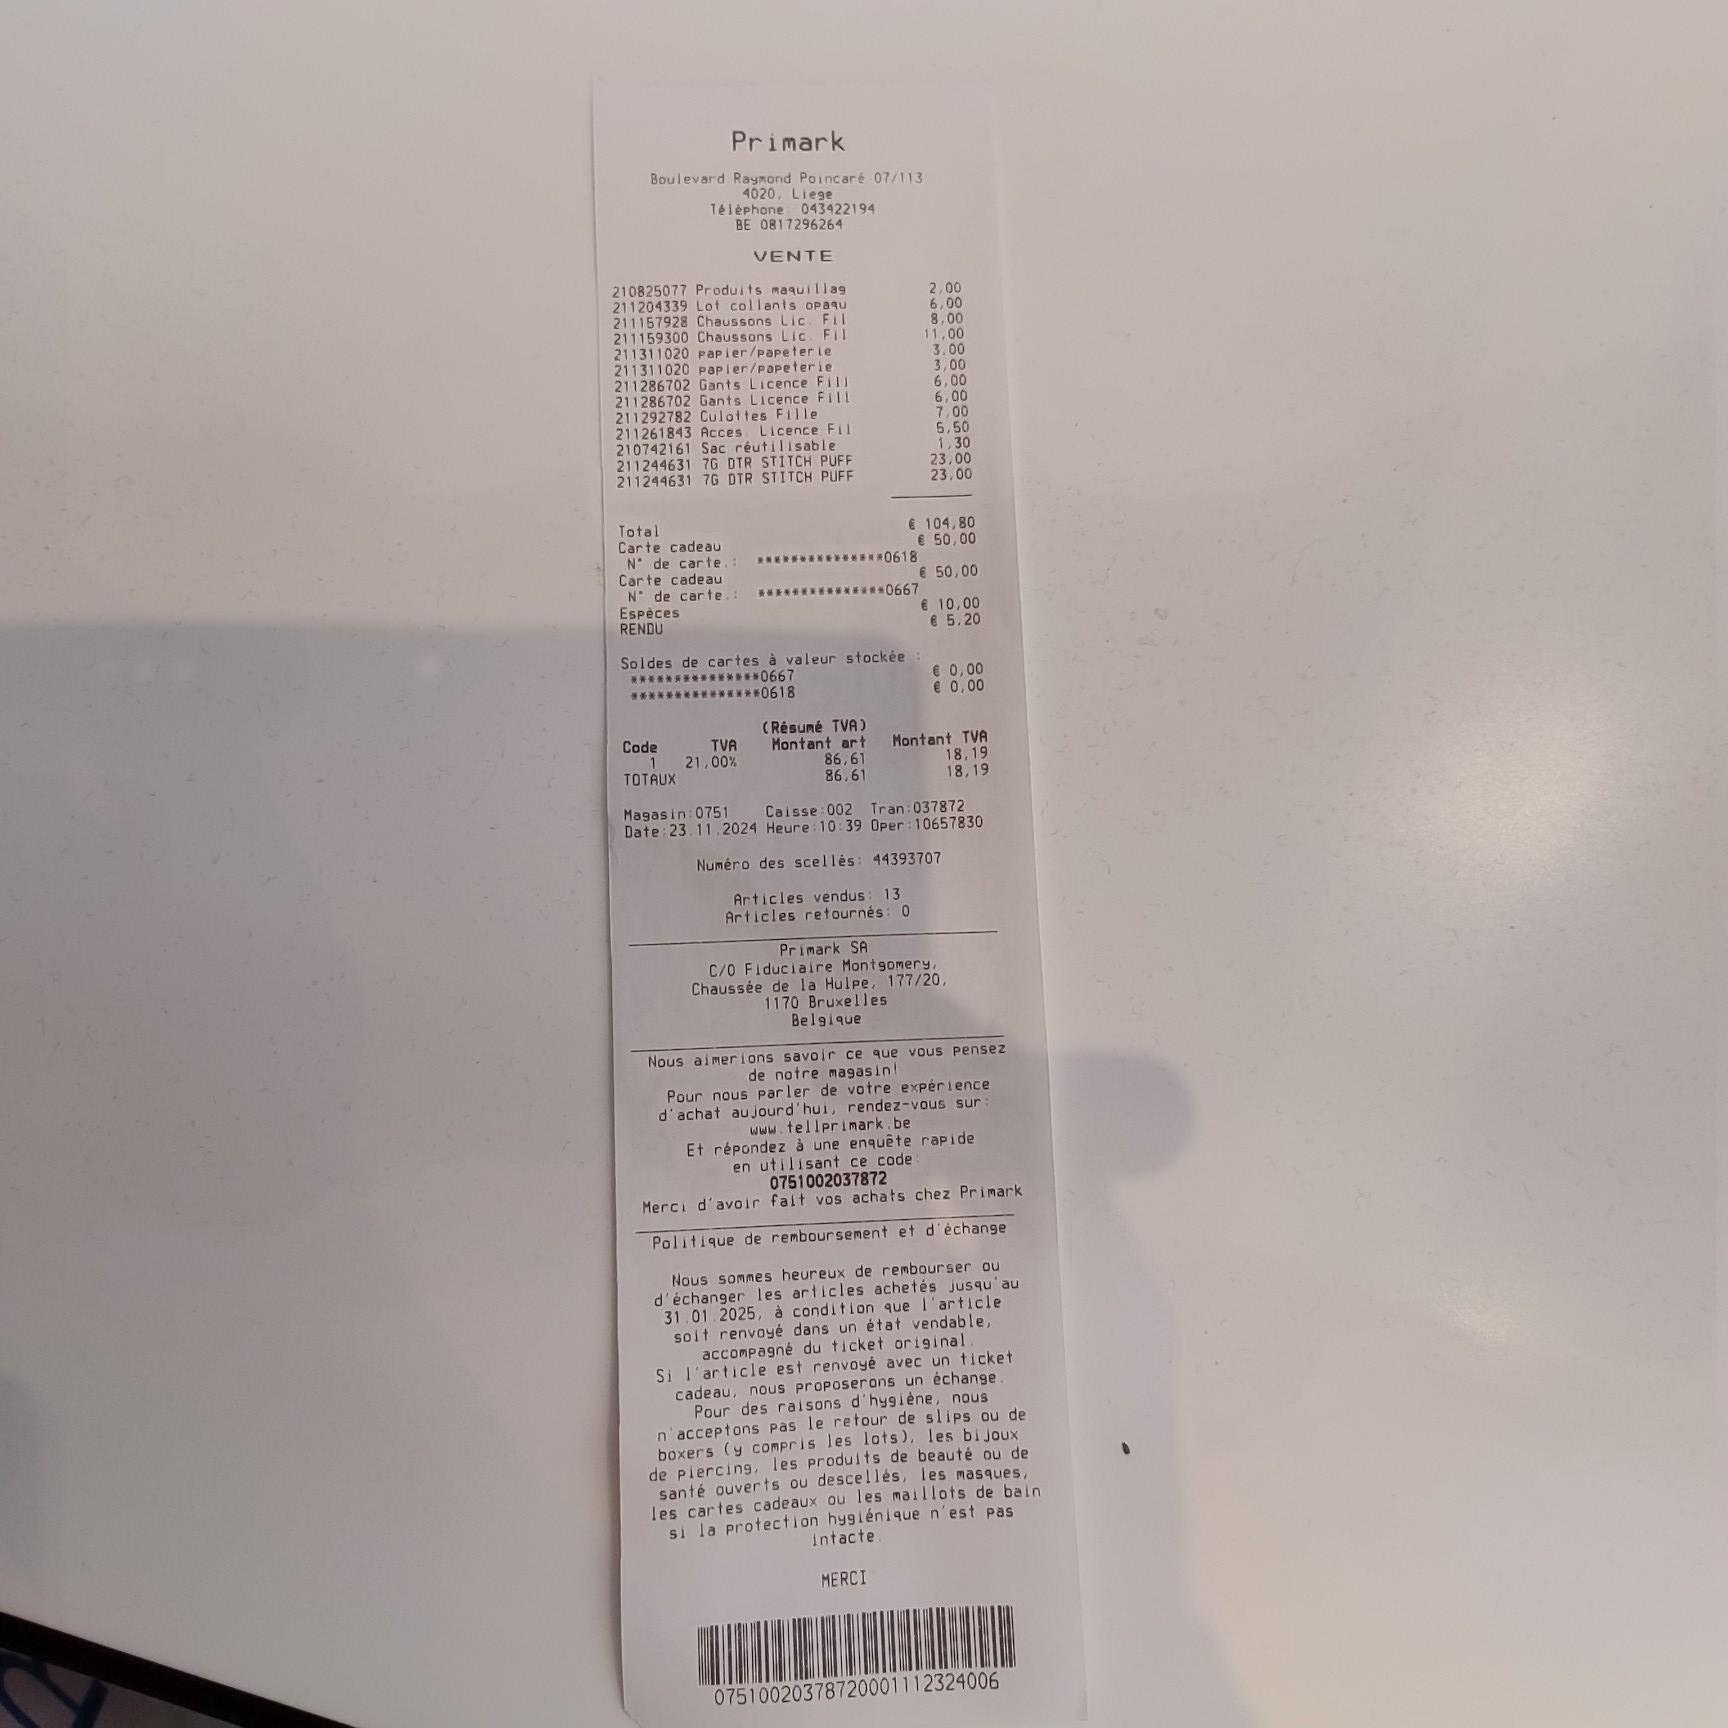 Primark
Boulevard Raymond Poincaré 07/113
4020, Liege
Téléphone: 043422194
BE 0817296264
VENTE
210825077 Produits maquillag 2,00
211204339 Lot collants opaqu 6,00
211157928 Chaussons Lic. Fil 8,00
211159300 Chaussons Lic. Fil 11,00
211311020 papier/papeterie 3,00
211311020 papier/papeterie 3,00
211286702 Gants Licence Fill 6,00
211286702 Gants Licence Fill 6,00
211292782 Culottes Fille 7,00
211261843 Acces. Licence Fil 5,50
210742161 Sac réutilisable 1,30
211244631 7G DTR STITCH PUFF 23,00
211244631 7G DTR STITCH PUFF 23,00
Total € 104,80
Carte cadeau € 50,00
N° de carte.: ***************0618
Carte cadeau € 50,00
N° de carte.: ***************0667
Espèces € 10,00
RENDU € 5,20
Soldes de cartes à valeur stockée :
***************0667 € 0,00
***************0618 € 0,00
(Résumé TVA)
Code TVA Montant art Montant TVA
1 21,00% 86,61 18,19
TOTAUX 86,61 18,19
Magasin:0751 Caisse:002 Tran:037872
Date:23.11.2024 Heure:10:39 Oper:10657830
Numéro des scellés: 44393707
Articles vendus: 13
Articles retournés: 0
Primark SA
C/O Fiduciaire Montgomery,
Chaussée de la Hulpe, 177/20,
1170 Bruxelles
Belgique
Nous aimerions savoir ce que vous pensez
de notre magasin!
Pour nous parler de votre expérience
d'achat aujourd'hui, rendez-vous sur:
www.tellprimark.be
Et répondez à une enquête rapide
en utilisant ce code:
0751002037872
Merci d'avoir fait vos achats chez Primark
Politique de remboursement et d'échange
Nous sommes heureux de rembourser ou
d'échanger les articles achetés jusqu'au
31.01.2025, à condition que l'article
soit renvoyé dans un état vendable,
accompagné du ticket original.
Si l'article est renvoyé avec un ticket
cadeau, nous proposerons un échange.
Pour des raisons d'hygiène, nous
n'acceptons pas le retour de slips ou de
boxers (y compris les lots), les bijoux
de piercing, les produits de beauté ou de
santé ouverts ou descellés, les masques,
les cartes cadeaux ou les maillots de bain
si la protection hygiénique n'est pas
intacte.
MERCI
07510020378720001112324006